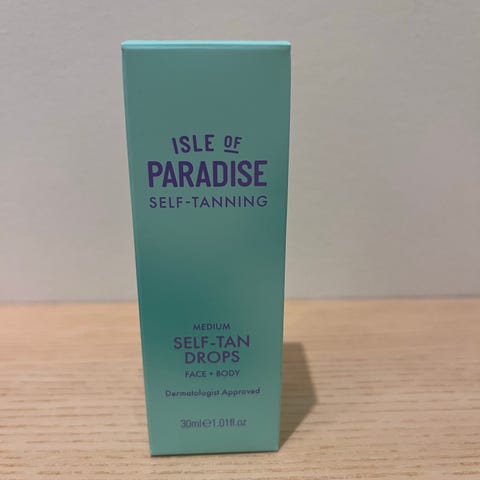 ISLE OF
PARADISE
SELF-TANNING
MEDIUM
SELF-TAN
DROPS
FACE + BODY
Dermatologist Approved
30ml℮1.01fl.oz